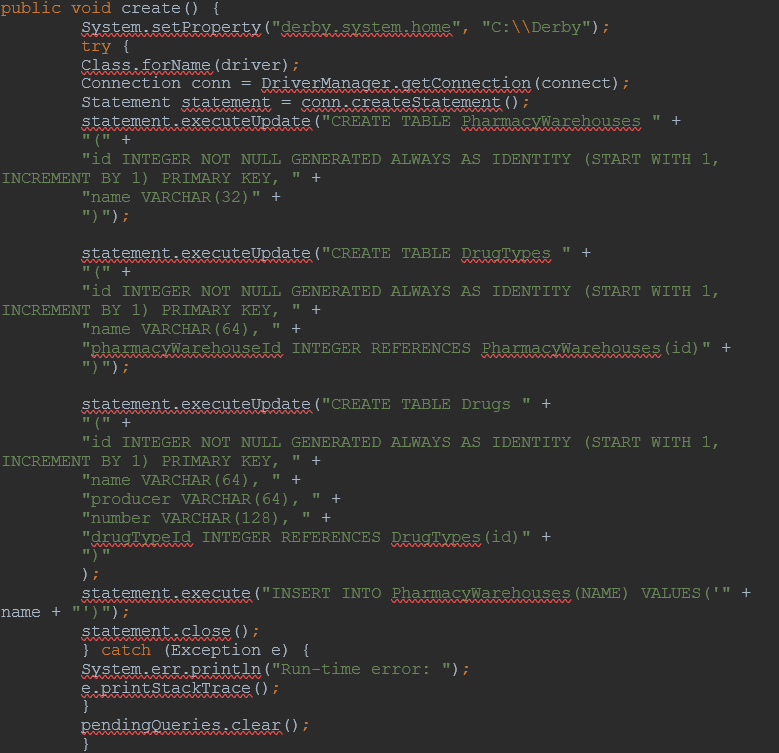 public void create() {
System.setProperty("derby.system.home", "C:\\Derby");
try {
Class.forName(driver);
Connection conn = DriverManager.getConnection(connect);
Statement statement = conn.createStatement();
statement.executeUpdate("CREATE TABLE PharmacyWarehouses " +
"(" +
"id INTEGER NOT NULL GENERATED ALWAYS AS IDENTITY (START WITH 1,
INCREMENT BY 1) PRIMARY KEY, " +
"name VARCHAR(32)" +
")");
statement.executeUpdate("CREATE TABLE DrugTypes " +
"(" +
"id INTEGER NOT NULL GENERATED ALWAYS AS IDENTITY (START WITH 1,
INCREMENT BY 1) PRIMARY KEY, " +
"name VARCHAR(64), " +
"pharmacyWarehouseId INTEGER REFERENCES PharmacyWarehouses(id)" +
")");
statement.executeUpdate("CREATE TABLE Drugs " +
"(" +
"id INTEGER NOT NULL GENERATED ALWAYS AS IDENTITY (START WITH 1,
INCREMENT BY 1) PRIMARY KEY, " +
"name VARCHAR(64), " +
"producer VARCHAR(64), " +
"number VARCHAR(128), " +
"drugTypeId INTEGER REFERENCES DrugTypes(id)" +
")"
);
statement.execute("INSERT INTO PharmacyWarehouses(NAME) VALUES('" +
name + "')");
statement.close();
} catch (Exception e) {
System.err.println("Run-time error: ");
e.printStackTrace();
}
pendingQueries.clear();
}